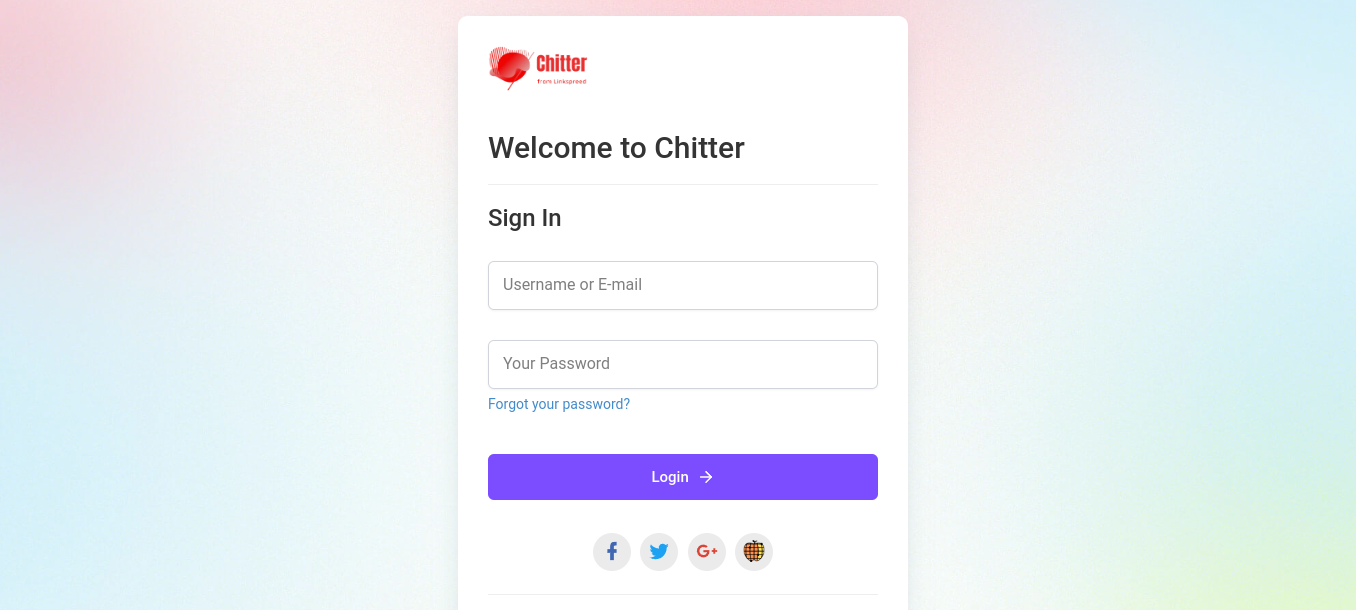 Chitter
from Linkspreed
Welcome to Chitter
Sign In
Username or E-mail
Your Password
Forgot your password?
Login